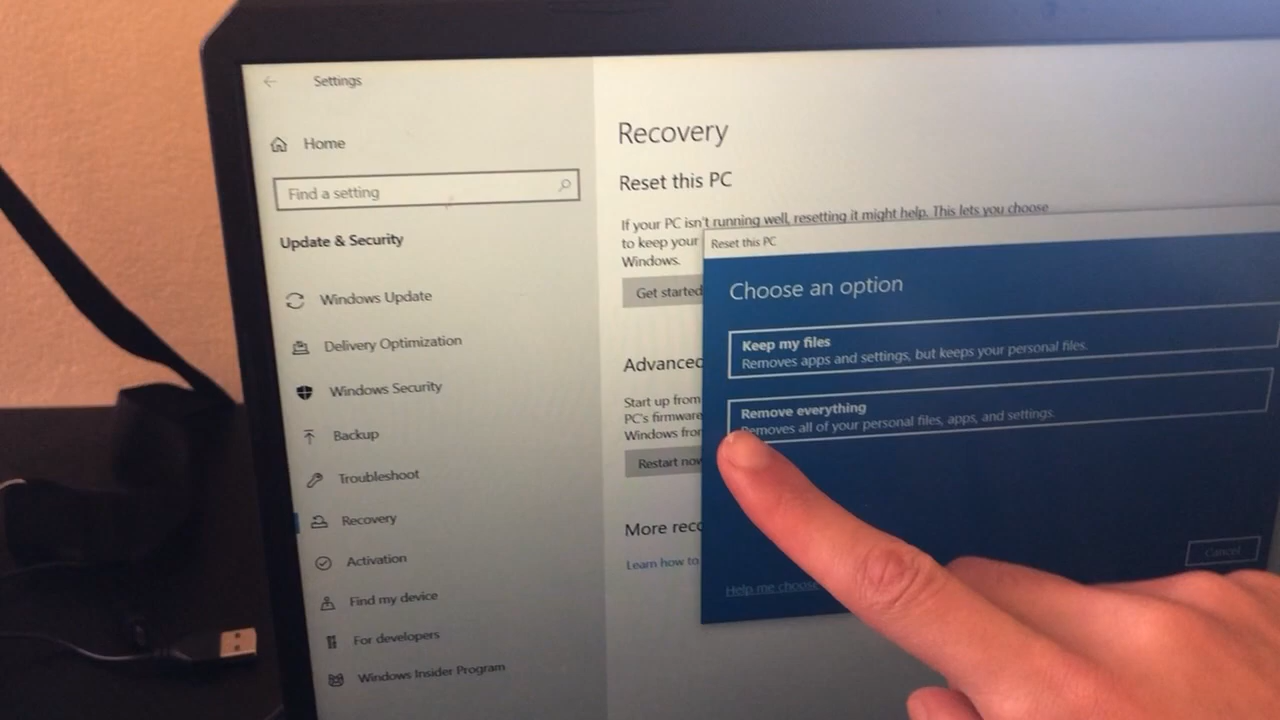 Settings
Home
Find a setting
Update & Security
Windows Update
Delivery Optimization
Windows Security
Backup
Troubleshoot
Recovery
Activation
Find my device
For developers
Windows Insider Program
Recovery
Reset this PC
If your PC isn't running well, resetting it might help. This lets you choose
to keep your
Windows.
Get started
Advanced
Start up from
PC's firmware
Windows from
Restart now
More
Learn how to
Reset this PC
Choose an option
Keep my files
Removes apps and settings, but keeps your personal files.
Remove everything
Removes all of your personal files, apps, and settings.
Help me choose
Cancel